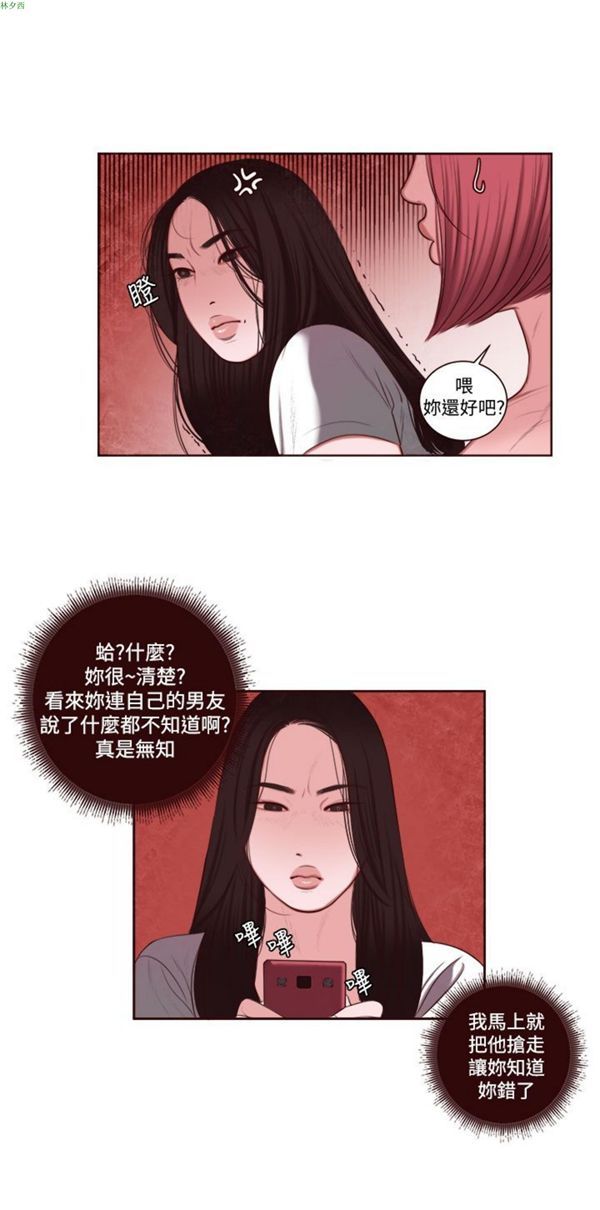 林夕西
瞪
喂
妳還好吧?
蛤?什麼?
妳很~清楚?
看來妳連自己的男友
說了什麼都不知道啊?
真是無知
嗶
嗶
嗶
我馬上就
把他搶走
讓妳知道
妳錯了